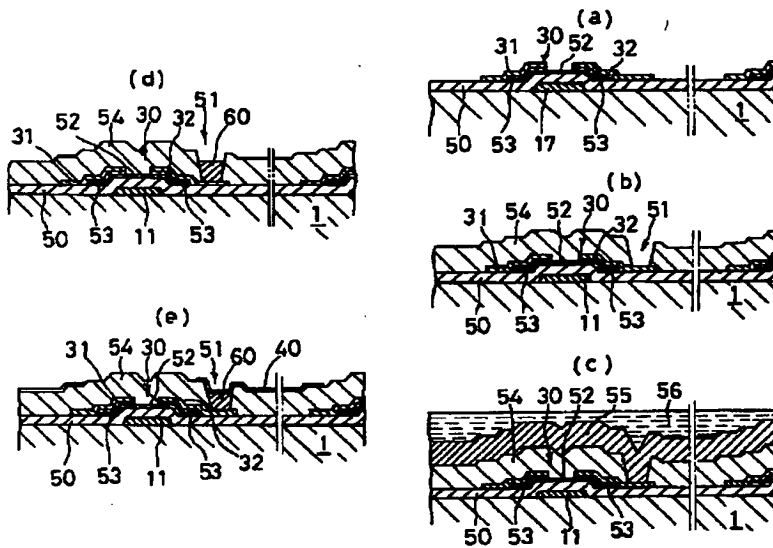 (a)
30 52
31 32
50 53 17 53 1
(b)
52 30
31 54 32 51
50 53 11 53 1
(c)
54 30 52 55 56
50 53 11 53 1
(d)
51
54 30 32 60
31 52
50 53 11 53 1
(e)
54 30 52 51 60 40
31
50 53 11 53 32 1